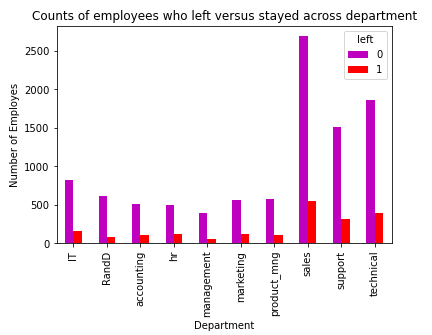 Counts of employees who left versus stayed across department
left
0
1
Number of Employes
2500
2000
1500
1000
500
0
IT
RandD
accounting
hr
management
marketing
product_mng
sales
support
technical
Department